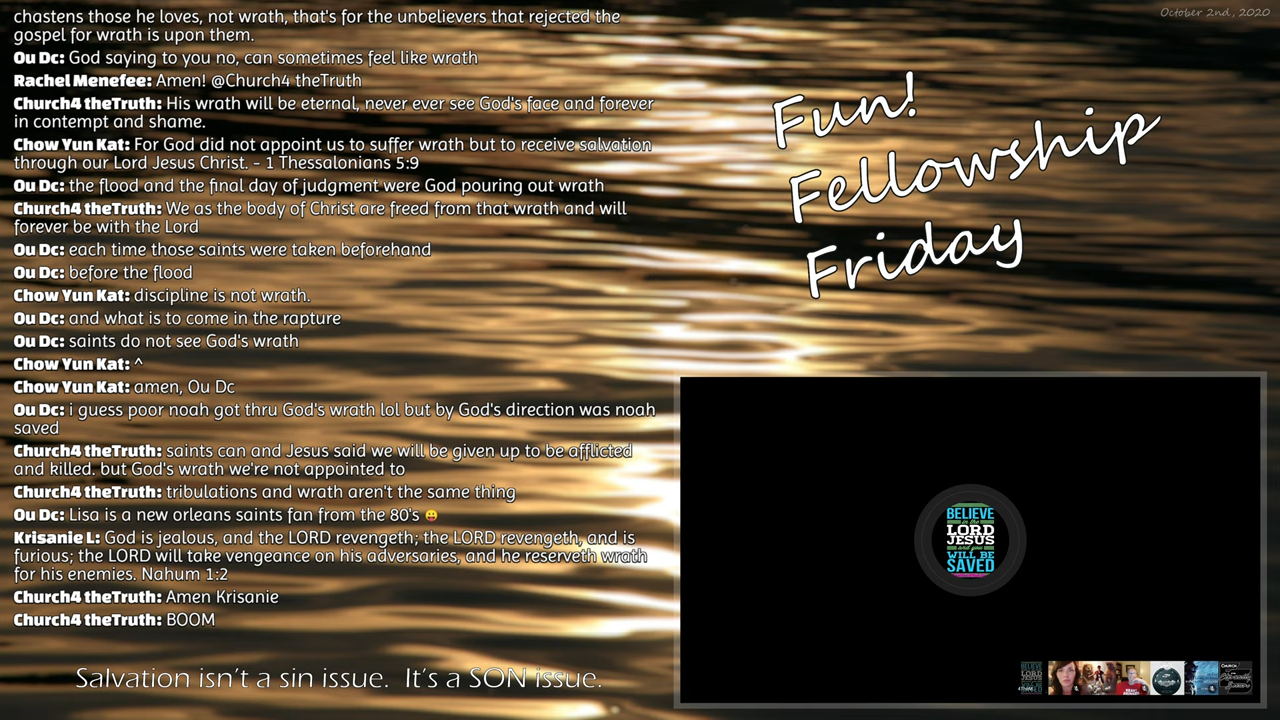 October 2nd, 2020
chastens those he loves, not wrath, that's for the unbelievers that rejected the
gospel for wrath is upon them.
Ou Dc: God saying to you no, can sometimes feel like wrath
Rachel Menefee: Amen! @Church4 theTruth
Church4 theTruth: His wrath will be eternal, never ever see God's face and forever
in contempt and shame.
Chow Yun Kat: For God did not appoint us to suffer wrath but to receive salvation
through our Lord Jesus Christ. - 1 Thessalonians 5:9
Ou Dc: the flood and the final day of judgment were God pouring out wrath
Church4 theTruth: We as the body of Christ are freed from that wrath and will
forever be with the Lord
Ou Dc: each time those saints were taken beforehand
Ou Dc: before the flood
Chow Yun Kat: discipline is not wrath.
Ou Dc: and what is to come in the rapture
Ou Dc: saints do not see God's wrath
Chow Yun Kat: ^
Chow Yun Kat: amen, Ou Dc
Ou Dc: i guess poor noah got thru God's wrath lol but by God's direction was noah
saved
Church4 theTruth: saints can and Jesus said we will be given up to be afflicted
and killed. but God's wrath we're not appointed to
Church4 theTruth: tribulations and wrath aren't the same thing
Ou Dc: Lisa is a new orleans saints fan from the 80's 😛
Krisanie L: God is jealous, and the LORD revengeth; the LORD revengeth, and is
furious; the LORD will take vengeance on his adversaries, and he reserveth wrath
for his enemies. Nahum 1:2
Church4 theTruth: Amen Krisanie
Church4 theTruth: BOOM
Salvation isn't a sin issue. It's a SON issue.
Fun!
Fellowship
Friday
BELIEVE
in the
LORD
JESUS
and you
WILL BE
SAVED